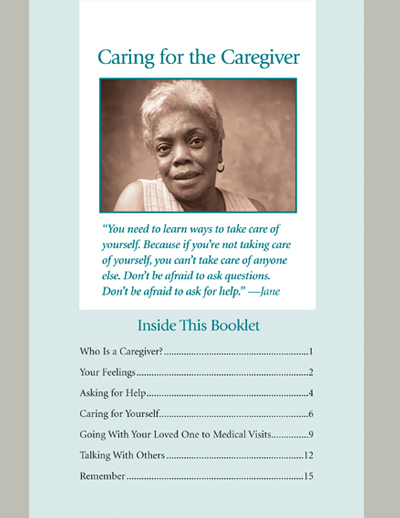 Caring for the Caregiver
“You need to learn ways to take care of
yourself. Because if you’re not taking care
of yourself, you can’t take care of anyone
else. Don’t be afraid to ask questions.
Don’t be afraid to ask for help.” —Jane
Inside This Booklet
Who Is a Caregiver?.......................................................1
Your Feelings.................................................................2
Asking for Help..............................................................4
Caring for Yourself.........................................................6
Going With Your Loved One to Medical Visits..............9
Talking With Others .....................................................12
Remember ....................................................................15